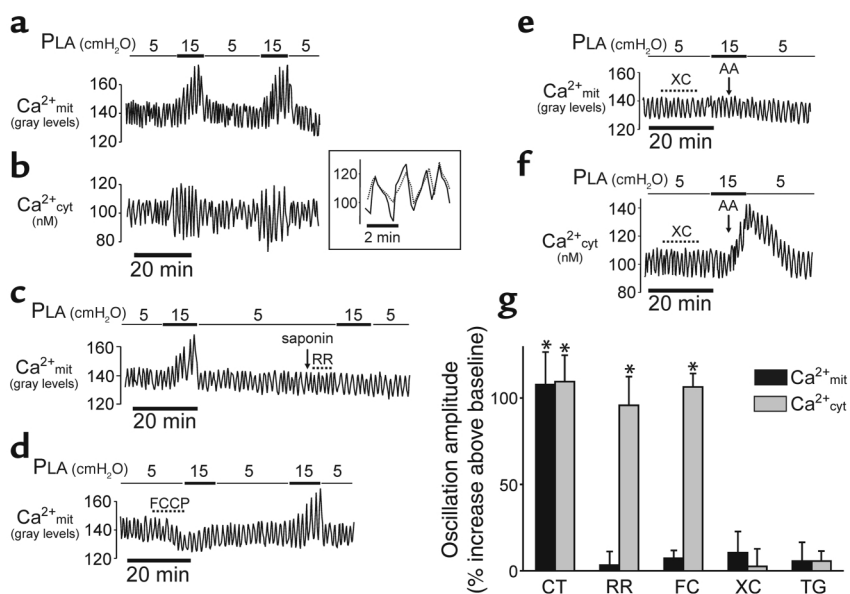 a
PLA (cmH2O) 5 15 5 15 5
Ca2+mit
(gray levels)
160
140
120
b
Ca2+cyt
(nM)
120
100
80
20 min
120
100
2 min
c
PLA (cmH2O) 5 15 5 15 5
saponin
RR
Ca2+mit
(gray levels)
160
140
120
20 min
d
PLA (cmH2O) 5 15 5 15 5
FCCP
Ca2+mit
(gray levels)
160
140
120
20 min
e
PLA (cmH2O) 5 15 5
XC AA
Ca2+mit
(gray levels)
160
140
120
20 min
f
PLA (cmH2O) 5 15 5
XC AA
Ca2+cyt
(nM)
140
120
100
80
20 min
g
Oscillation amplitude
(% increase above baseline)
100
50
0
* * * *
Ca2+mit
Ca2+cyt
CT RR FC XC TG